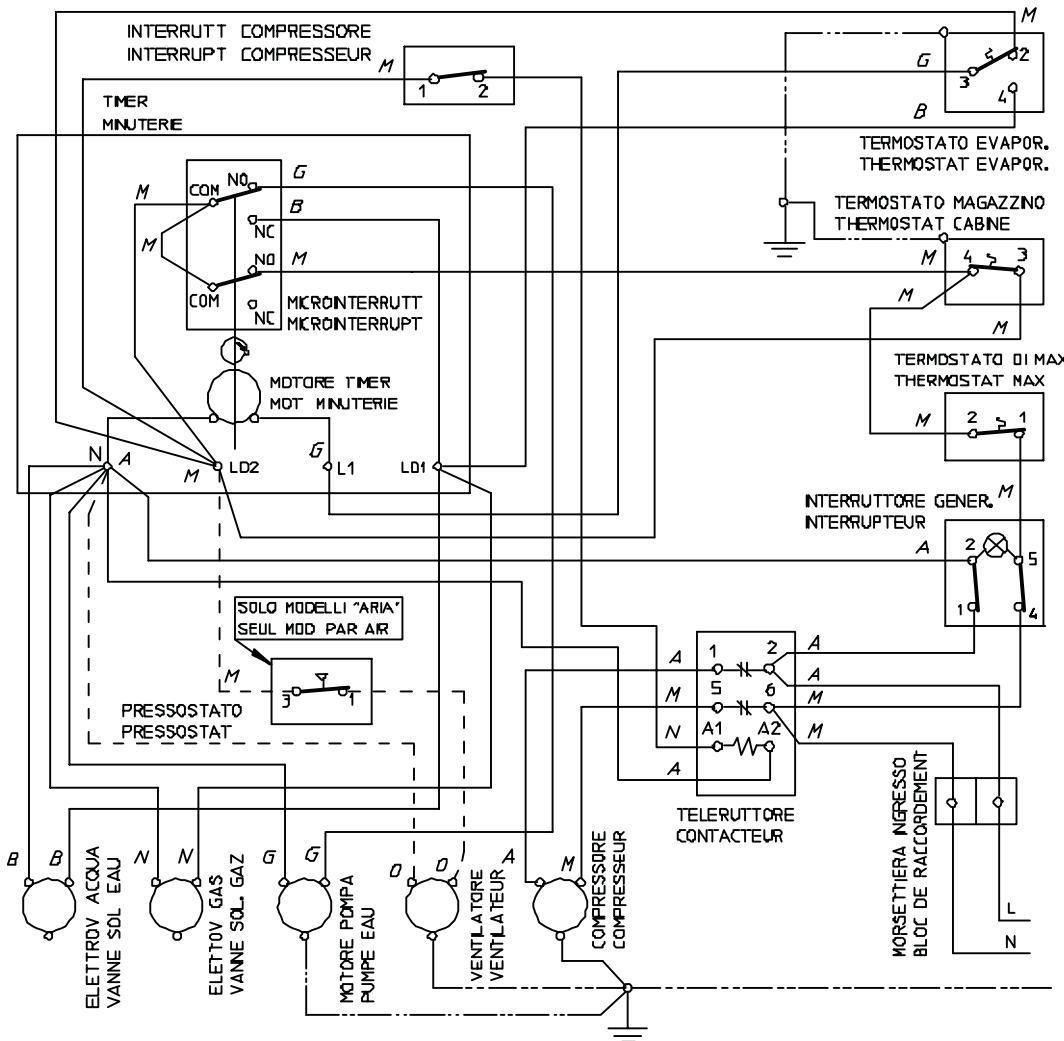 M
INTERRUTT COMPRESSORE
INTERRUPT COMPRESSEUR
M
1 2
G
3 2
4
B
TIMER
MINUTERIE
TERMOSTATO EVAPOR.
THERMOSTAT EVAPOR.
COM NO
G
M
B
NC
M
NO
M
COM
NC
MICROINTERRUTT
MICROINTERRUPT
TERMOSTATO MAGAZZINO
THERMOSTAT CABINE
M
4 3
M
M
MOTORE TIMER
MOT MINUTERIE
TERMOSTATO DI MAX
THERMOSTAT MAX
M
2 1
N A
M
LD2
G
L1
LD1
INTERRUTTORE GENER.
INTERRUPTEUR
M
A
2 5
1 4
SOLO MODELLI "ARIA"
SEUL MOD PAR AIR
M
3 1
PRESSOSTATO
PRESSOSTAT
A 1 2 A
A
M 5 6 M
N A1 A2 M
A
TELERUTTORE
CONTACTEUR
MORSETTIERA INGRESSO
BLOC DE RACCORDEMENT
L
N
B B N N G G O O A M
ELETTROV ACQUA
VANNE SOL EAU
ELETTOV GAS
VANNE SOL. GAZ
MOTORE POMPA
PUMPE EAU
VENTILATORE
VENTILATEUR
COMPRESSORE
COMPRESSEUR